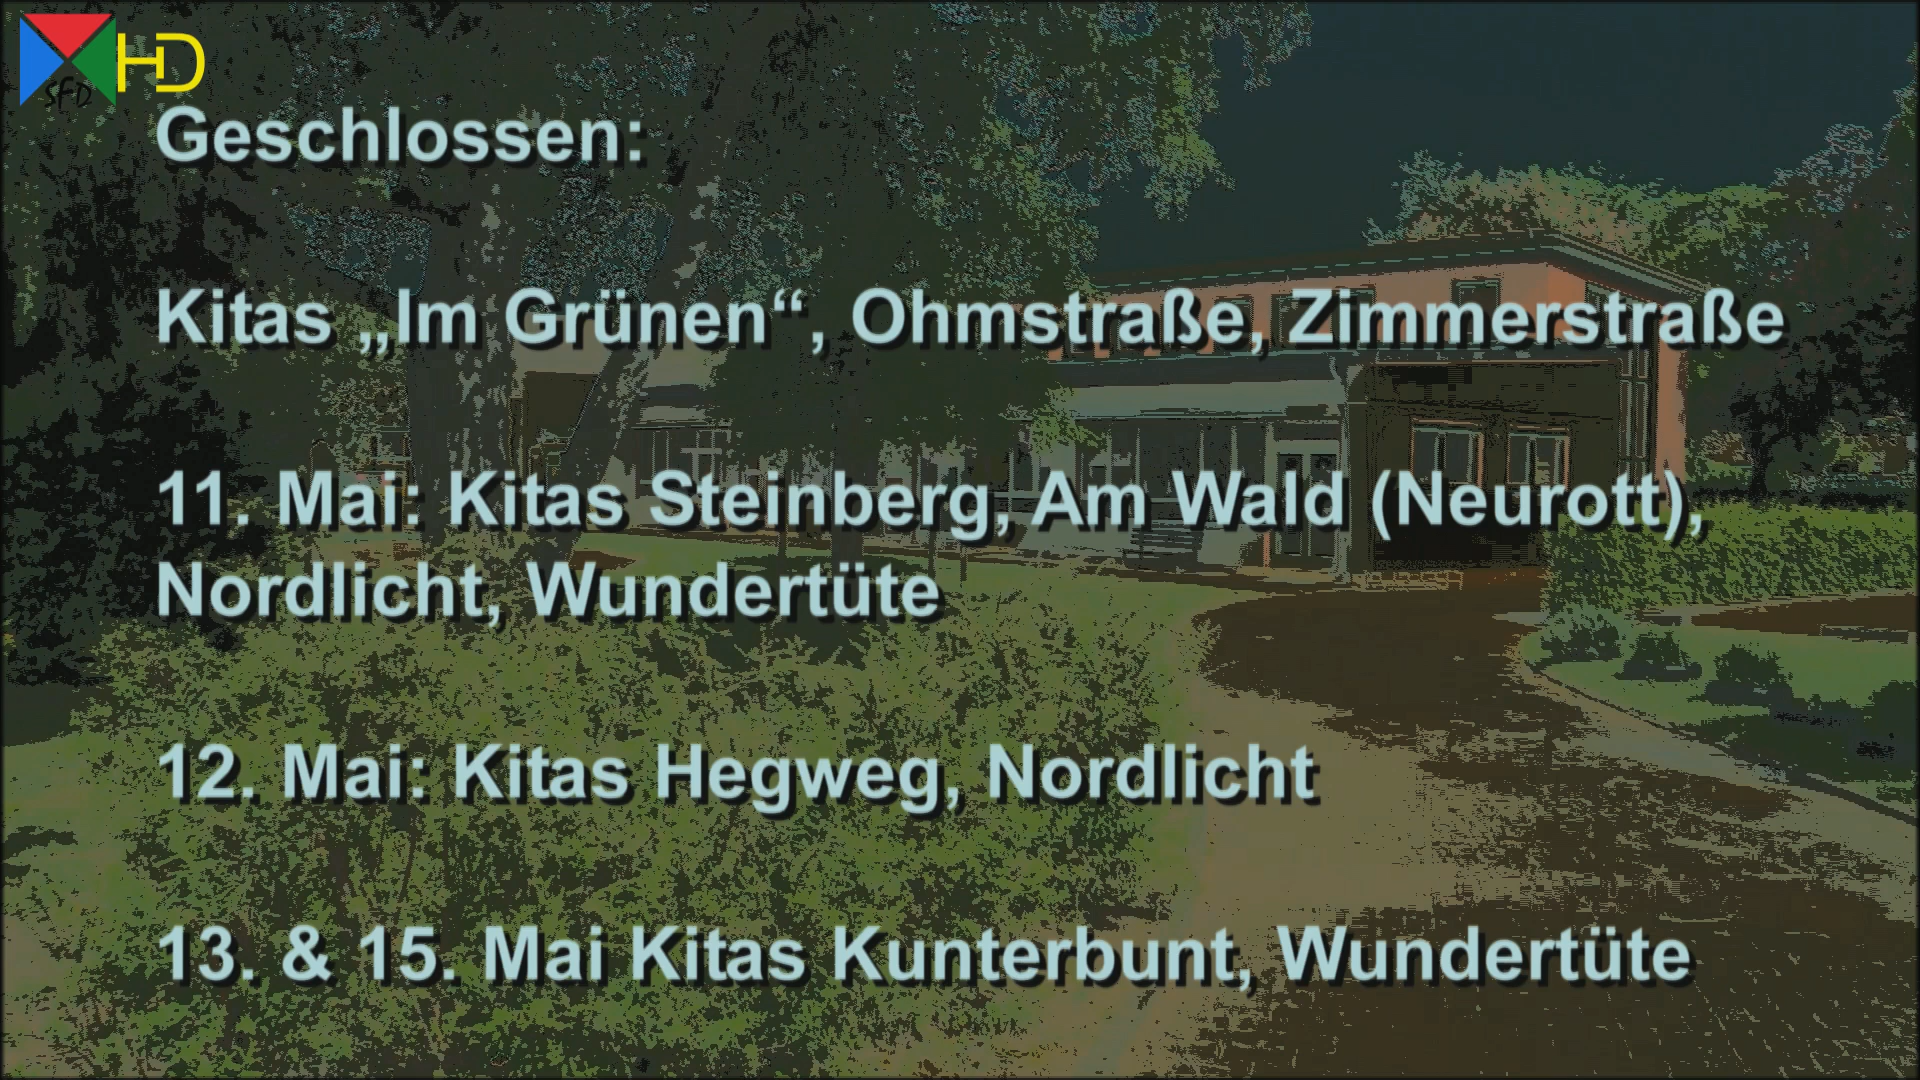 SFD HD
Geschlossen:
Kitas „Im Grünen“, Ohmstraße, Zimmerstraße
11. Mai: Kitas Steinberg, Am Wald (Neurott),
Nordlicht, Wundertüte
12. Mai: Kitas Hegweg, Nordlicht
13. & 15. Mai Kitas Kunterbunt, Wundertüte